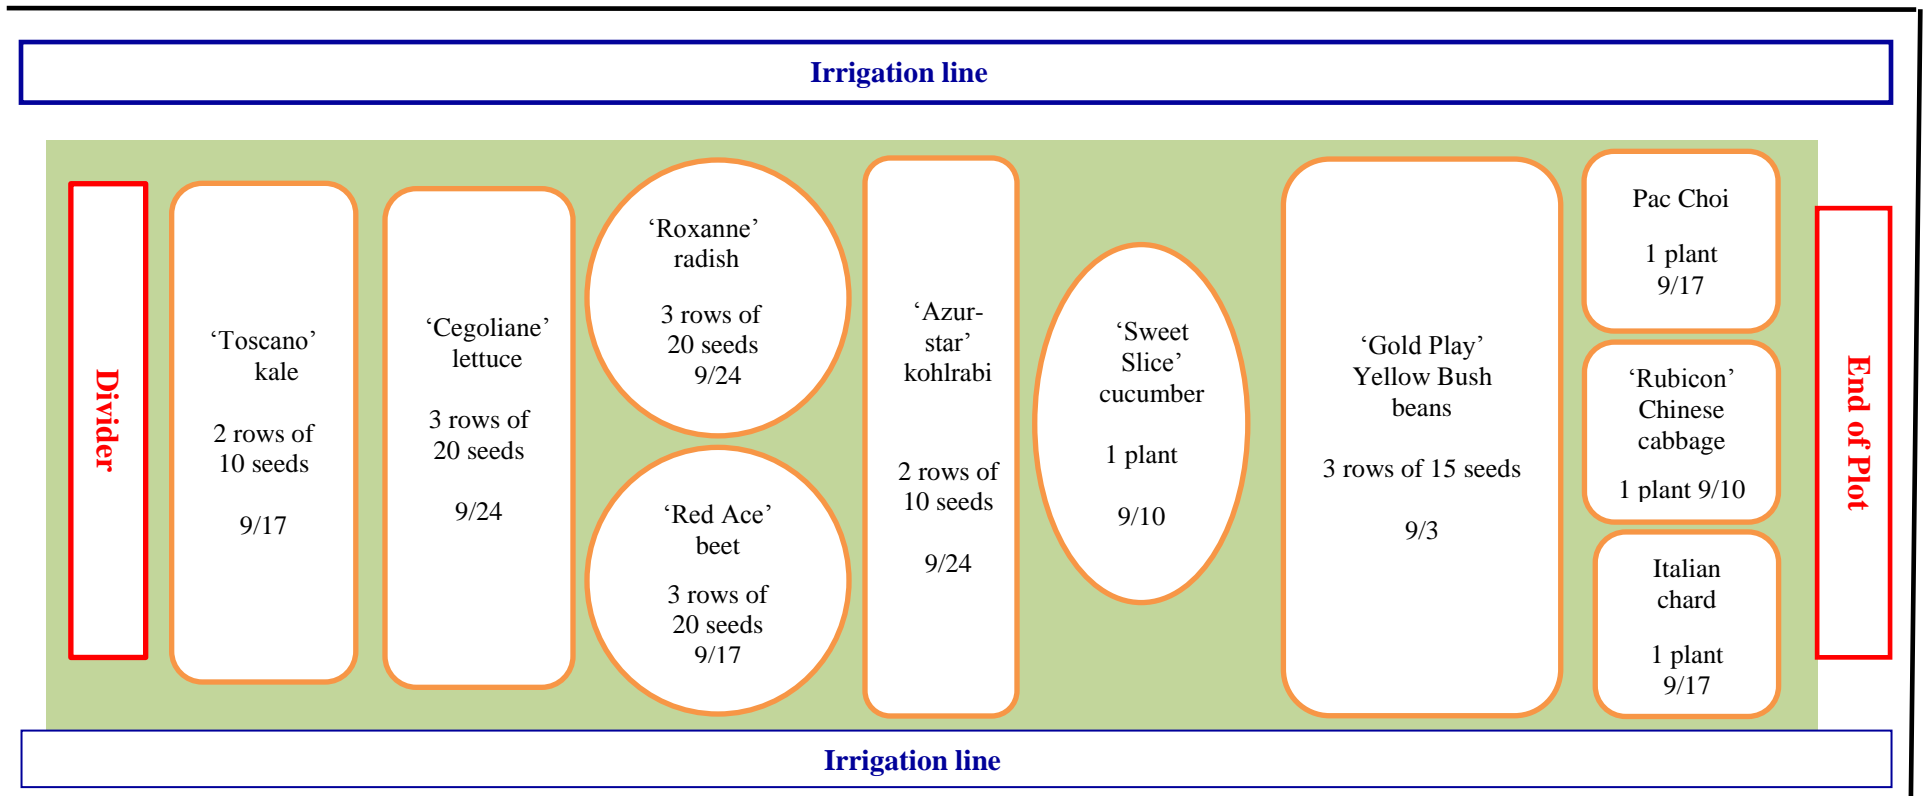 Irrigation line
Divider
‘Toscano’
kale
2 rows of
10 seeds
9/17
‘Cegoliane’
lettuce
3 rows of
20 seeds
9/24
‘Roxanne’
radish
3 rows of
20 seeds
9/24
‘Red Ace’
beet
3 rows of
20 seeds
9/17
‘Azur-
star’
kohlrabi
2 rows of
10 seeds
9/24
‘Sweet
Slice’
cucumber
1 plant
9/10
‘Gold Play’
Yellow Bush
beans
3 rows of 15 seeds
9/3
Pac Choi
1 plant
9/17
‘Rubicon’
Chinese
cabbage
1 plant 9/10
Italian
chard
1 plant
9/17
End of Plot
Irrigation line